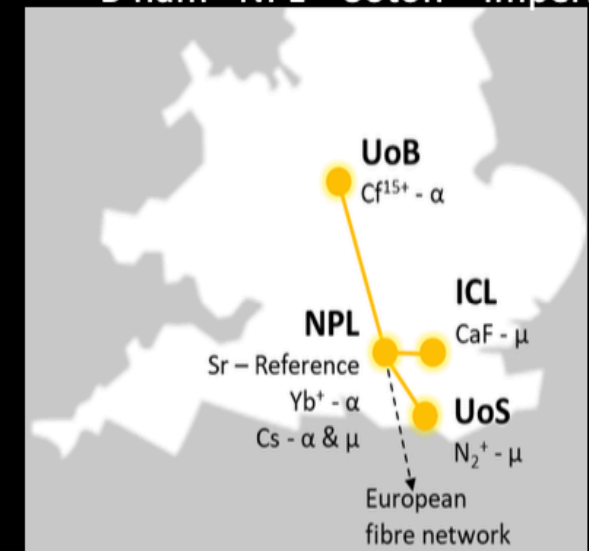 UoB
Cf¹⁵⁺ - α
ICL
CaF - μ
NPL
Sr – Reference
Yb⁺ - α
Cs - α & μ
UoS
N₂⁺ - μ
European
fibre network